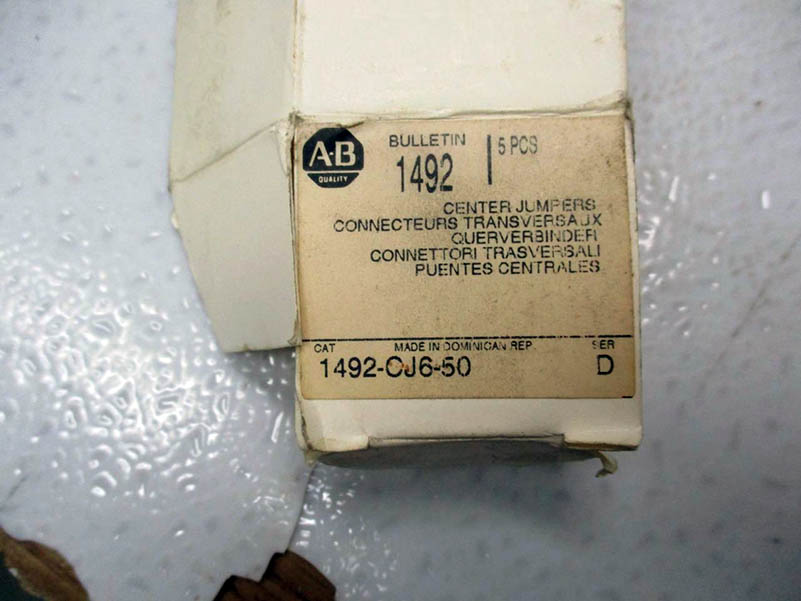 A-B
QUALITY
BULLETIN
1492
5 PCS
CENTER JUMPERS
CONNECTEURS TRANSVERSAUX
QUERVERBINDER
CONNETTORI TRASVERSALI
PUENTES CENTRALES
CAT MADE IN DOMINICAN REP. SER
1492-CJ6-50 D